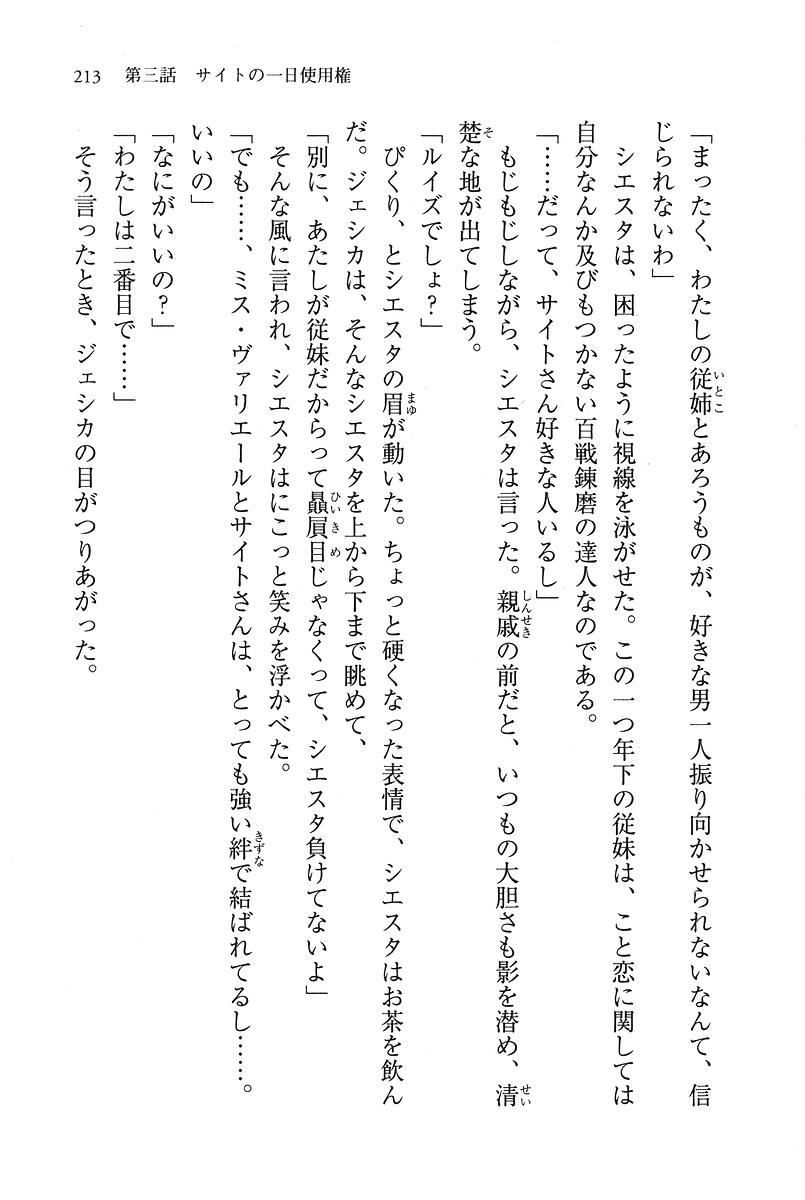 213　第三話　サイトの一日使用権
「まったく、わたしの従姉とあろうものが、好きな男一人振り向かせられないなんて、信
じられないわ」
　シエスタは、困ったように視線を泳がせた。この一つ年下の従妹は、こと恋に関しては
自分なんか及びもつかない百戦錬磨の達人なのである。
「……だって、サイトさん好きな人いるし」
　もじもじしながら、シエスタは言った。親戚の前だと、いつもの大胆さも影を潜め、清
楚な地が出てしまう。
「ルイズでしょ？」
　ぴくり、とシエスタの眉が動いた。ちょっと硬くなった表情で、シエスタはお茶を飲ん
だ。ジェシカは、そんなシエスタを上から下まで眺めて、
「別に、あたしが従妹だからって贔屓目じゃなくって、シエスタ負けてないよ」
　そんな風に言われ、シエスタはにこっと笑みを浮かべた。
「でも……、ミス・ヴァリエールとサイトさんは、とっても強い絆で結ばれてるし……。
いいの」
「なにがいいの？」
「わたしは二番目で……」
　そう言ったとき、ジェシカの目がつりあがった。